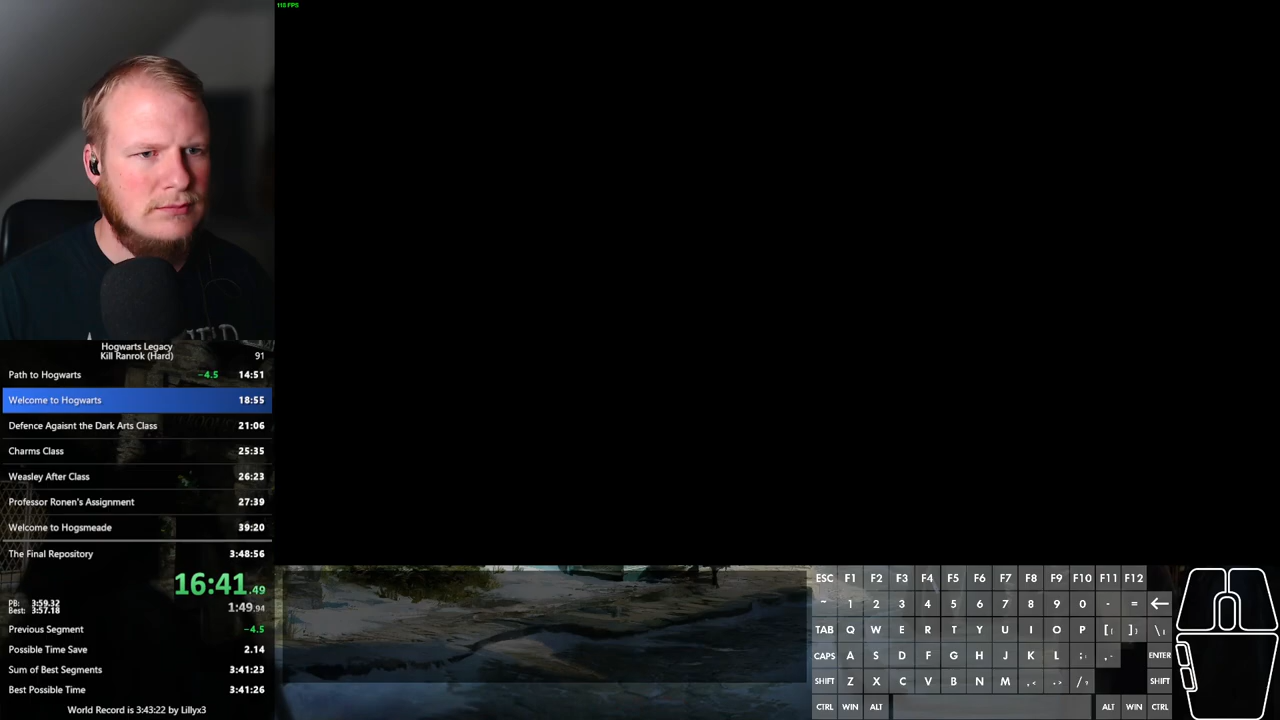 118 FPS
Hogwarts Legacy
Kill Ranrok (Hard) 91
Path to Hogwarts -4.5 14:51
Welcome to Hogwarts 18:55
Defence Agaisnt the Dark Arts Class 21:06
Charms Class 25:35
Weasley After Class 26:23
Professor Ronen's Assignment 27:39
Welcome to Hogsmeade 39:20
The Final Repository 3:48:56
16:41.49
PB: 3:59.32
Best: 3:57.18
1:49.94
Previous Segment -4.5
Possible Time Save 2.14
Sum of Best Segments 3:41:23
Best Possible Time 3:41:26
World Record is 3:43:22 by Lillyx3
ESC F1 F2 F3 F4 F5 F6 F7 F8 F9 F10 F11 F12
~ 1 2 3 4 5 6 7 8 9 0 - = ←
TAB Q W E R T Y U I O P [{ ]} \|
CAPS A S D F G H J K L ;: ,. ENTER
SHIFT Z X C V B N M ,< .> /? SHIFT
CTRL WIN ALT ALT WIN CTRL